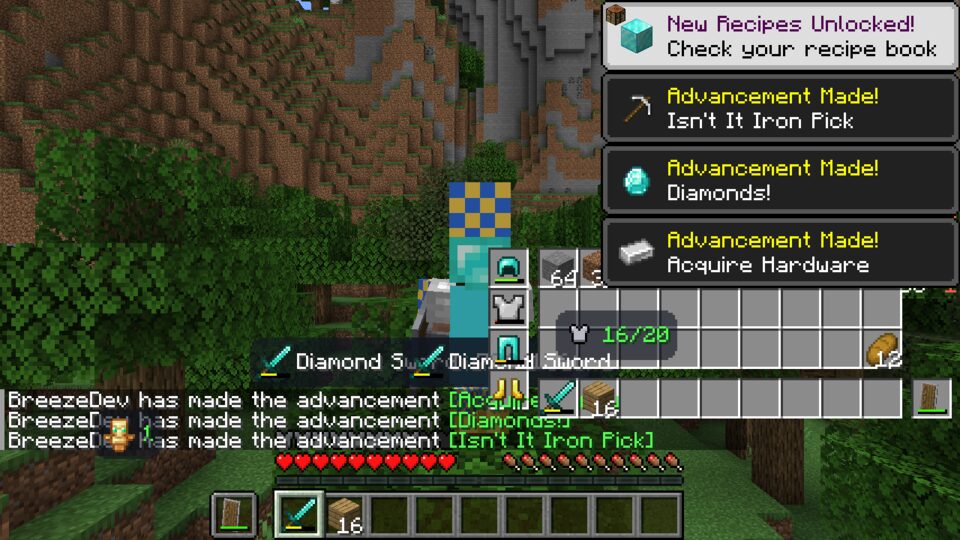 New Recipes Unlocked!
Check your recipe book
Advancement Made!
Isn't It Iron Pick
Advancement Made!
Diamonds!
Advancement Made!
Acquire Hardware
64
16/20
12
Diamond Diamond Sword
16
BreezeDev has made the advancement
BreezeDev has made the advancement [Diamonds!]
1
has made the advancement [Isn't It Iron Pick]
16